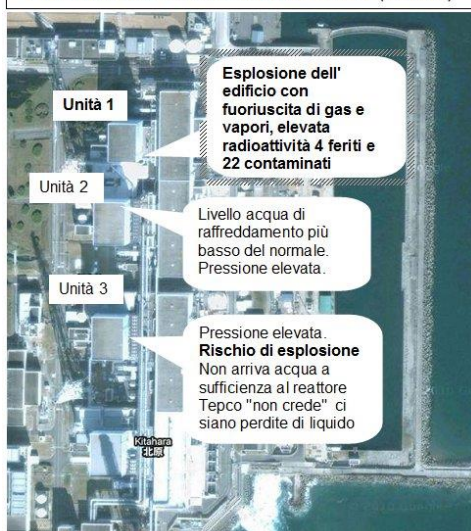 Unità 1
Esplosione dell'
edificio con
fuoriuscita di gas e
vapori, elevata
radioattività 4 feriti e
22 contaminati
Unità 2
Livello acqua di
raffreddamento più
basso del normale.
Pressione elevata.
Unità 3
Pressione elevata.
Rischio di esplosione
Non arriva acqua a
sufficienza al reattore
Tepco "non crede" ci
siano perdite di liquido
Kitahara
北原